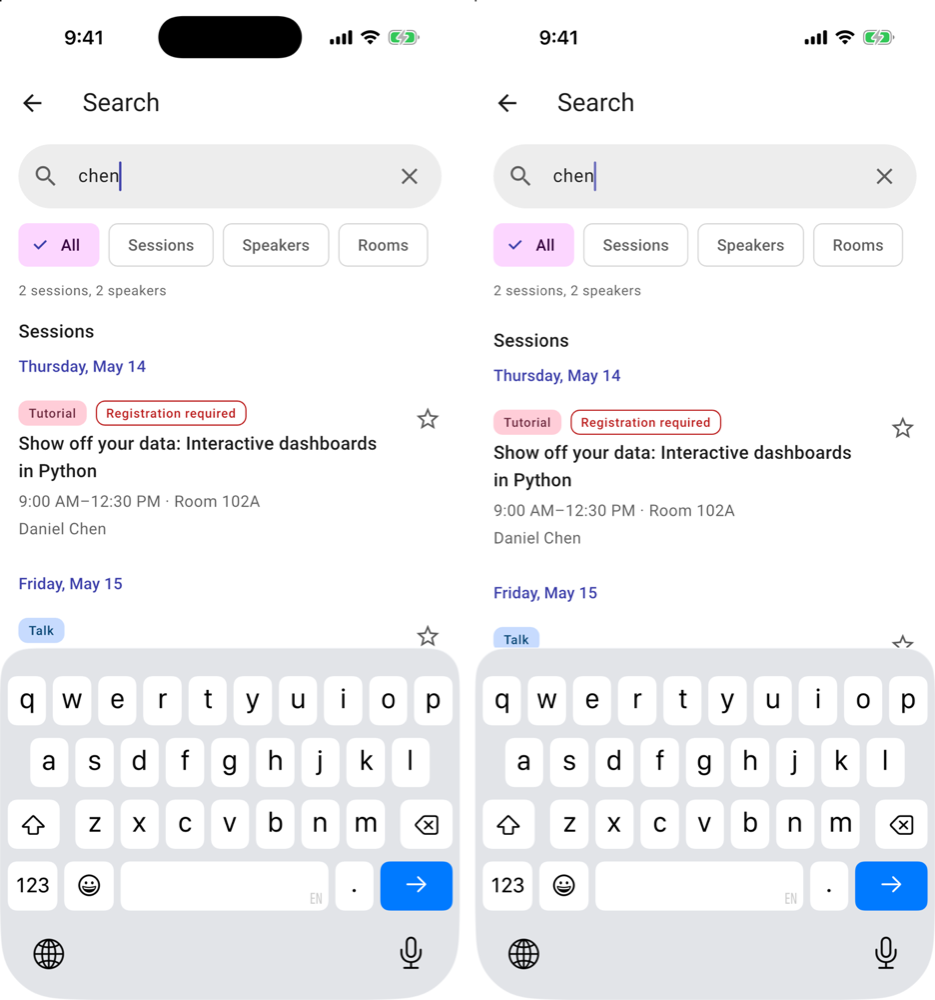 9:41
Search
chen
All Sessions Speakers Rooms
2 sessions, 2 speakers
Sessions
Thursday, May 14
Tutorial Registration required
Show off your data: Interactive dashboards
in Python
9:00 AM–12:30 PM · Room 102A
Daniel Chen
Friday, May 15
Talk
q w e r t y u i o p
a s d f g h j k l
z x c v b n m
123 . EN
9:41
Search
chen
All Sessions Speakers Rooms
2 sessions, 2 speakers
Sessions
Thursday, May 14
Tutorial Registration required
Show off your data: Interactive dashboards
in Python
9:00 AM–12:30 PM · Room 102A
Daniel Chen
Friday, May 15
Talk
q w e r t y u i o p
a s d f g h j k l
z x c v b n m
123 . EN